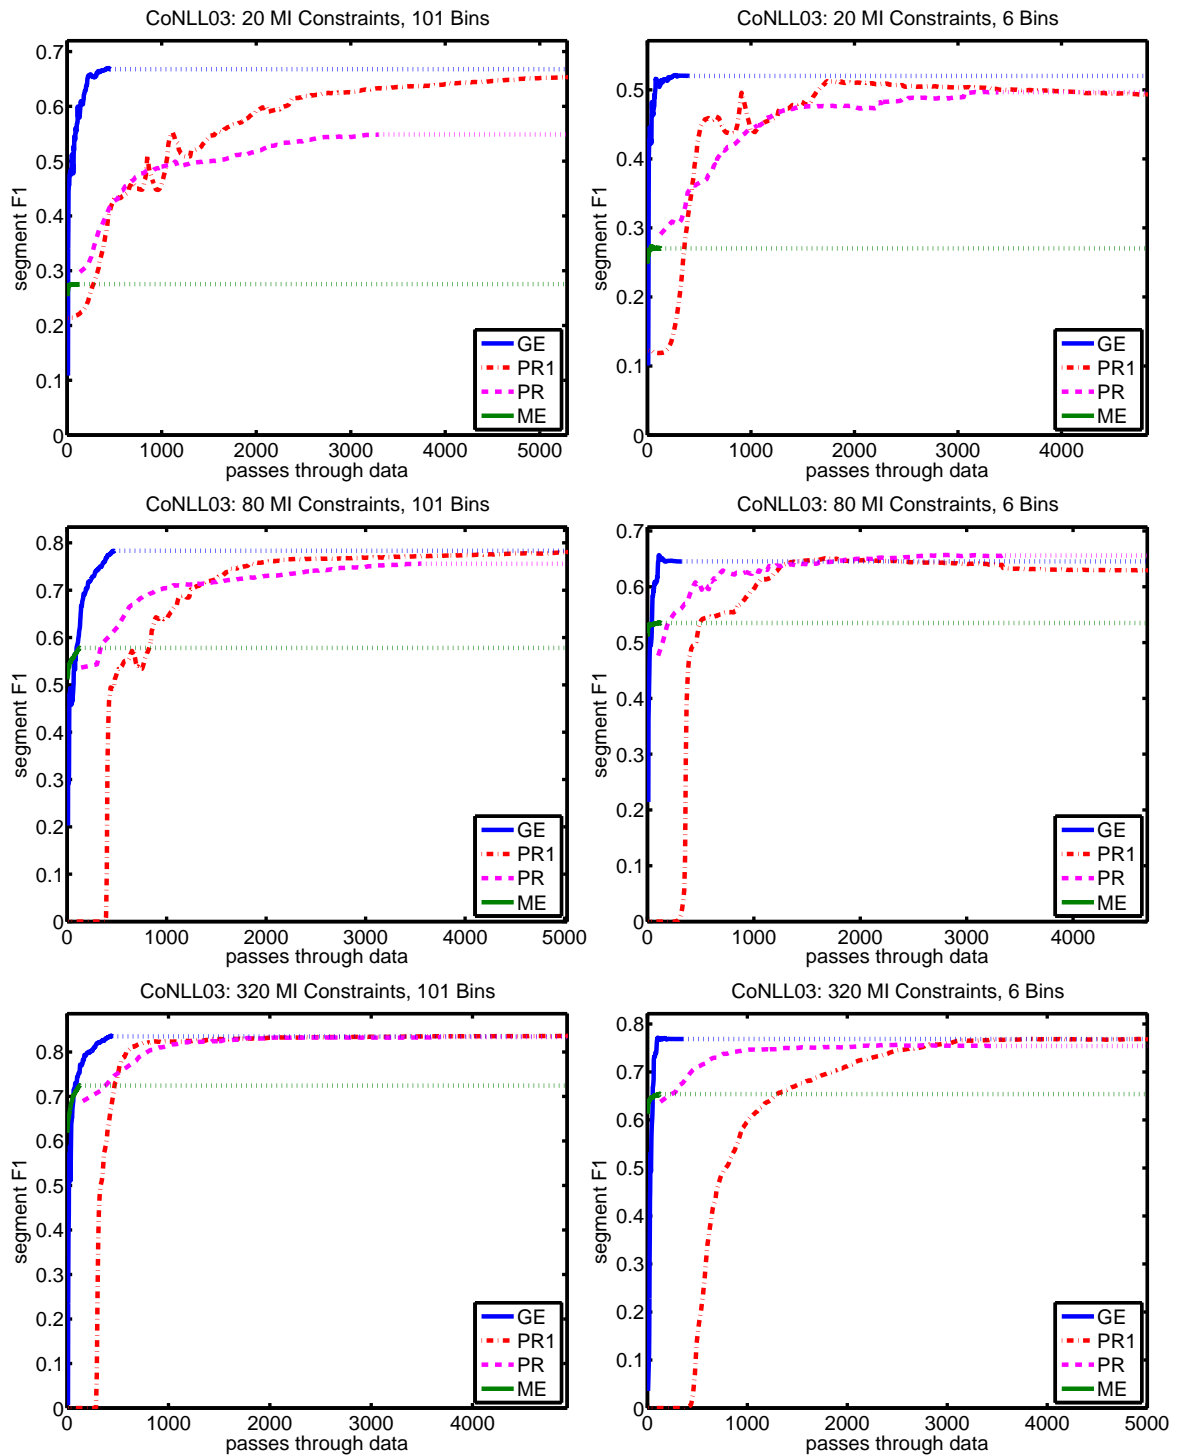 CoNLL03: 20 MI Constraints, 101 Bins
segment F1
0.7
0.6
0.5
0.4
0.3
0.2
0.1
0
0 1000 2000 3000 4000 5000
passes through data
GE
PR1
PR
ME
CoNLL03: 20 MI Constraints, 6 Bins
segment F1
0.5
0.4
0.3
0.2
0.1
0
0 1000 2000 3000 4000
passes through data
GE
PR1
PR
ME
CoNLL03: 80 MI Constraints, 101 Bins
segment F1
0.8
0.7
0.6
0.5
0.4
0.3
0.2
0.1
0
0 1000 2000 3000 4000 5000
passes through data
GE
PR1
PR
ME
CoNLL03: 80 MI Constraints, 6 Bins
segment F1
0.7
0.6
0.5
0.4
0.3
0.2
0.1
0
0 1000 2000 3000 4000
passes through data
GE
PR1
PR
ME
CoNLL03: 320 MI Constraints, 101 Bins
segment F1
0.8
0.7
0.6
0.5
0.4
0.3
0.2
0.1
0
0 1000 2000 3000 4000
passes through data
GE
PR1
PR
ME
CoNLL03: 320 MI Constraints, 6 Bins
segment F1
0.8
0.7
0.6
0.5
0.4
0.3
0.2
0.1
0
0 1000 2000 3000 4000 5000
passes through data
GE
PR1
PR
ME